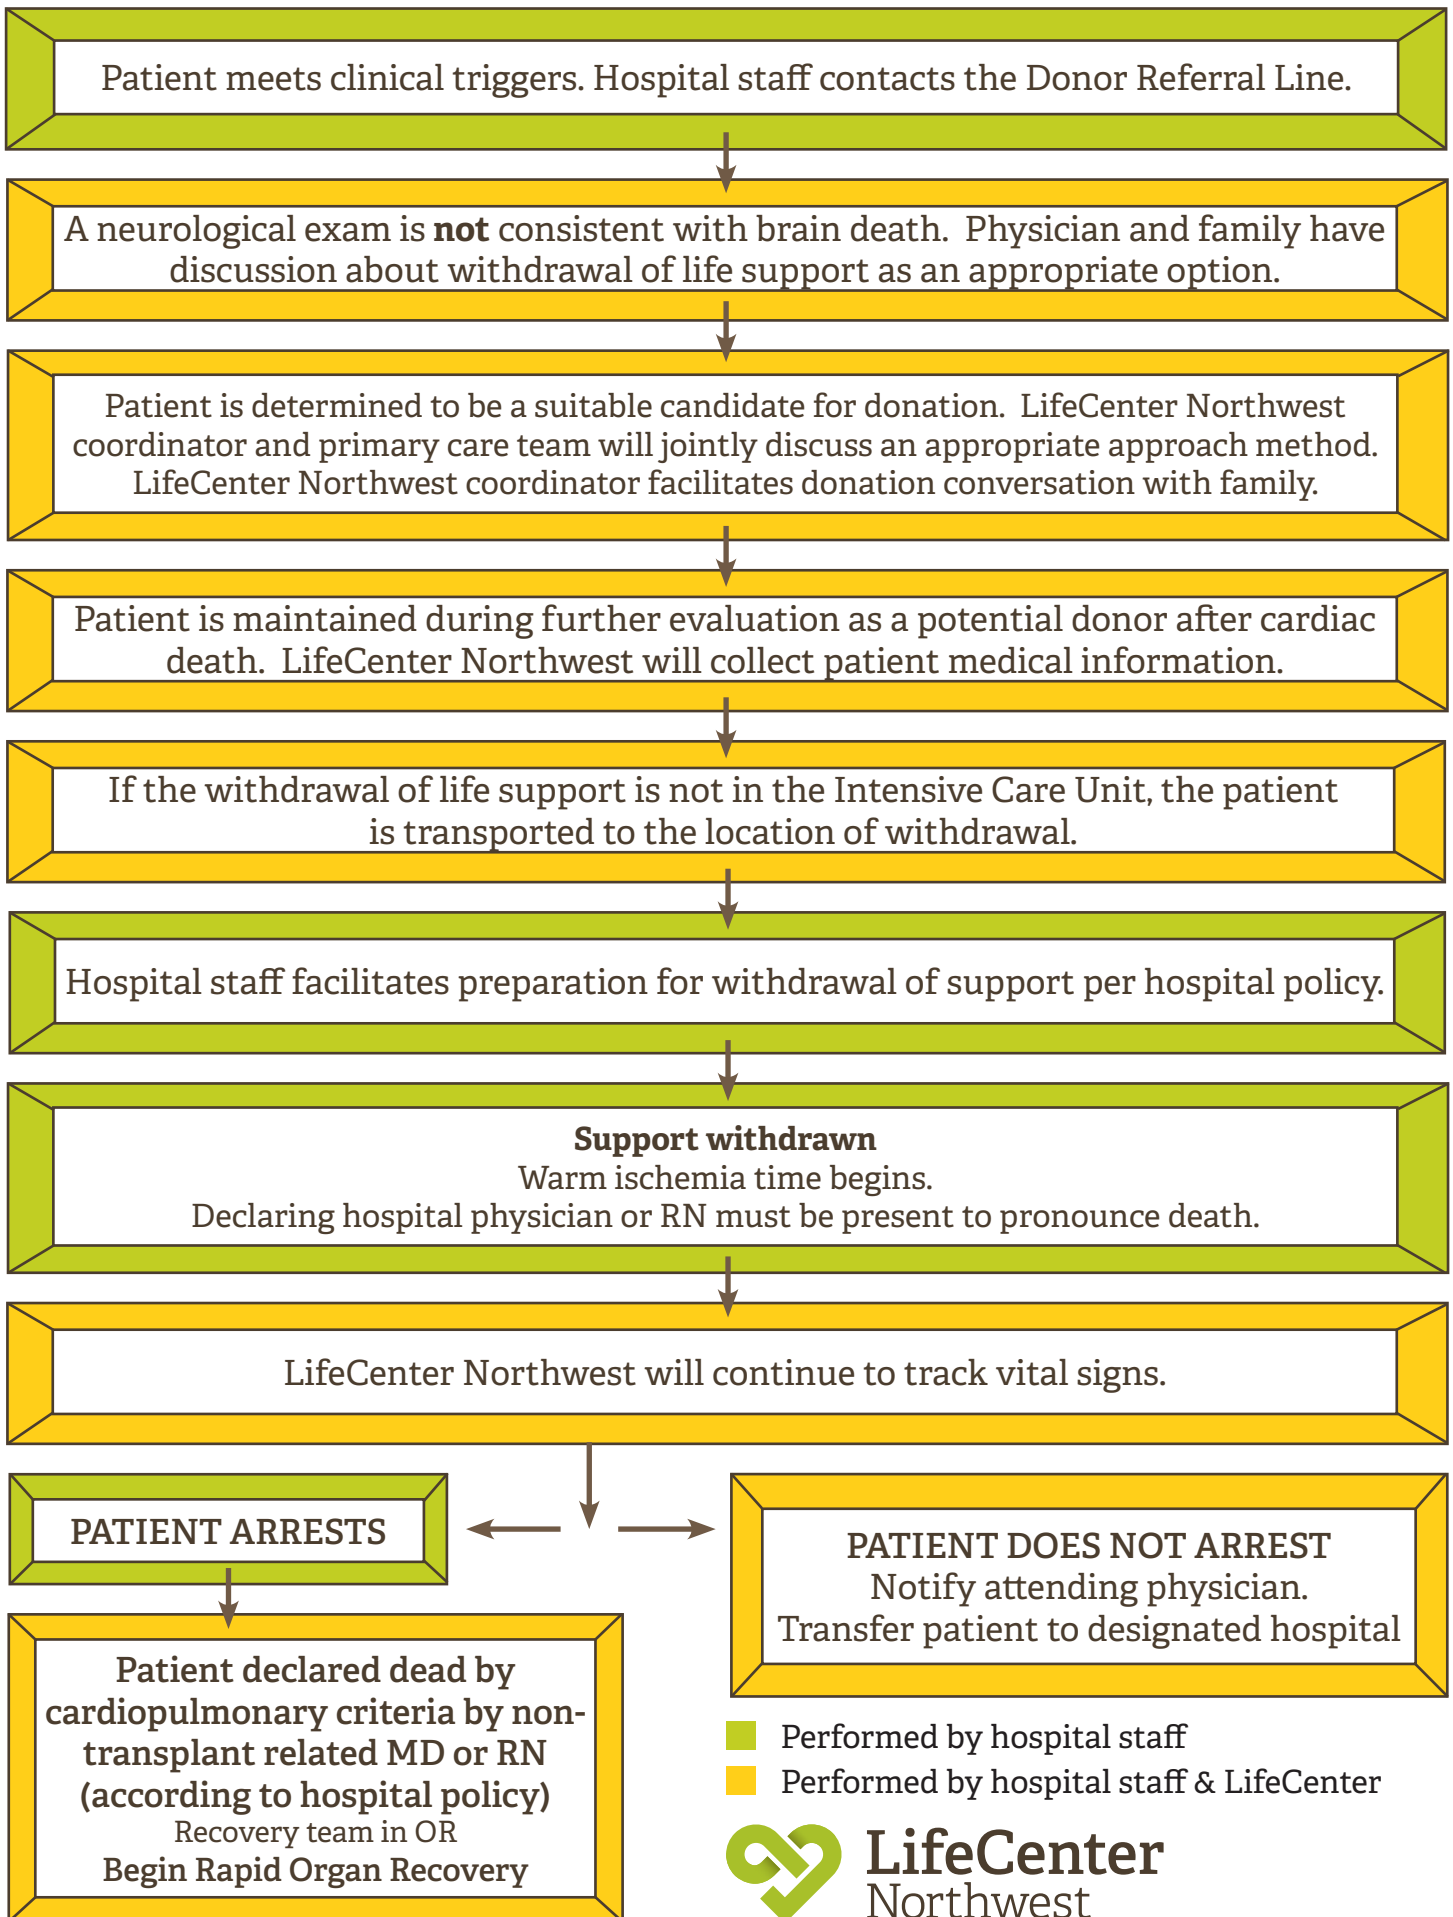 Patient meets clinical triggers. Hospital staff contacts the Donor Referral Line.
A neurological exam is not consistent with brain death. Physician and family have
discussion about withdrawal of life support as an appropriate option.
Patient is determined to be a suitable candidate for donation. LifeCenter Northwest
coordinator and primary care team will jointly discuss an appropriate approach method.
LifeCenter Northwest coordinator facilitates donation conversation with family.
Patient is maintained during further evaluation as a potential donor after cardiac
death. LifeCenter Northwest will collect patient medical information.
If the withdrawal of life support is not in the Intensive Care Unit, the patient
is transported to the location of withdrawal.
Hospital staff facilitates preparation for withdrawal of support per hospital policy.
Support withdrawn
Warm ischemia time begins.
Declaring hospital physician or RN must be present to pronounce death.
LifeCenter Northwest will continue to track vital signs.
PATIENT ARRESTS
Patient declared dead by
cardiopulmonary criteria by non-
transplant related MD or RN
(according to hospital policy)
Recovery team in OR
Begin Rapid Organ Recovery
PATIENT DOES NOT ARREST
Notify attending physician.
Transfer patient to designated hospital
Performed by hospital staff
Performed by hospital staff & LifeCenter
LifeCenter
Northwest